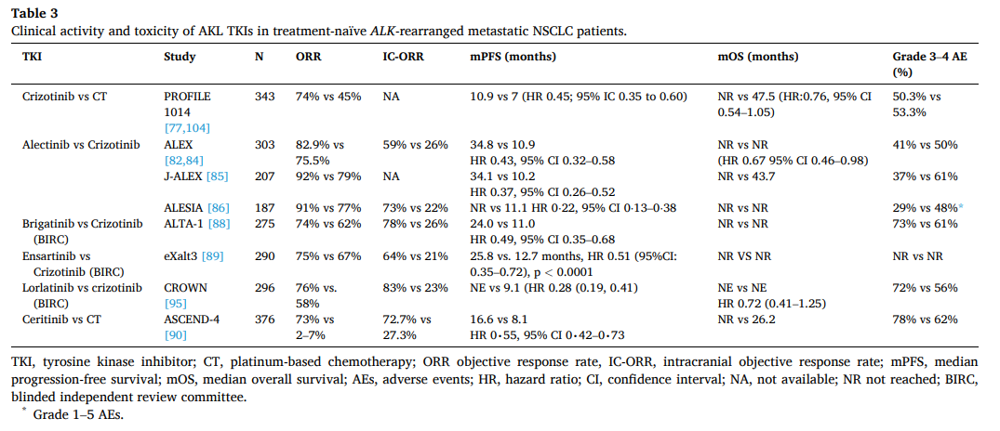 Table 3
Clinical activity and toxicity of AKL TKIs in treatment-naïve ALK-rearranged metastatic NSCLC patients.
TKI Study N ORR IC-ORR mPFS (months) mOS (months) Grade 3–4 AE
(%)
Crizotinib vs CT PROFILE 343 74% vs 45% NA 10.9 vs 7 (HR 0.45; 95% IC 0.35 to 0.60) NR vs 47.5 (HR:0.76, 95% CI 50.3% vs
1014 0.54–1.05) 53.3%
[77,104]
Alectinib vs Crizotinib ALEX 303 82.9% vs 59% vs 26% 34.8 vs 10.9 NR vs NR 41% vs 50%
[82,84] 75.5% HR 0.43, 95% CI 0.32–0.58 (HR 0.67 95% CI 0.46–0.98)
J-ALEX [85] 207 92% vs 79% NA 34.1 vs 10.2 NR vs 43.7 37% vs 61%
HR 0.37, 95% CI 0.26–0.52
ALESIA [86] 187 91% vs 77% 73% vs 22% NR vs 11.1 HR 0·22, 95% CI 0·13–0·38 NR vs NR 29% vs 48%*
Brigatinib vs Crizotinib ALTA-1 [88] 275 74% vs 62% 78% vs 26% 24.0 vs 11.0 NR vs NR 73% vs 61%
(BIRC) HR 0.49, 95% CI 0.35–0.68
Ensartinib vs eXalt3 [89] 290 75% vs 67% 64% vs 21% 25.8 vs. 12.7 months, HR 0.51 (95%CI: NR VS NR NR vs NR
Crizotinib (BIRC) 0.35–0.72), p < 0.0001
Lorlatinib vs crizotinib CROWN 296 76% vs. 83% vs 23% NE vs 9.1 (HR 0.28 (0.19, 0.41) NE vs NE 72% vs 56%
(BIRC) [95] 58% HR 0.72 (0.41–1.25)
Ceritinib vs CT ASCEND-4 376 73% vs 72.7% vs 16.6 vs 8.1 NR vs 26.2 78% vs 62%
[90] 2–7% 27.3% HR 0·55, 95% CI 0·42–0·73
TKI, tyrosine kinase inhibitor; CT, platinum-based chemotherapy; ORR objective response rate, IC-ORR, intracranial objective response rate; mPFS, median
progression-free survival; mOS, median overall survival; AEs, adverse events; HR, hazard ratio; CI, confidence interval; NA, not available; NR not reached; BIRC,
blinded independent review committee.
* Grade 1–5 AEs.